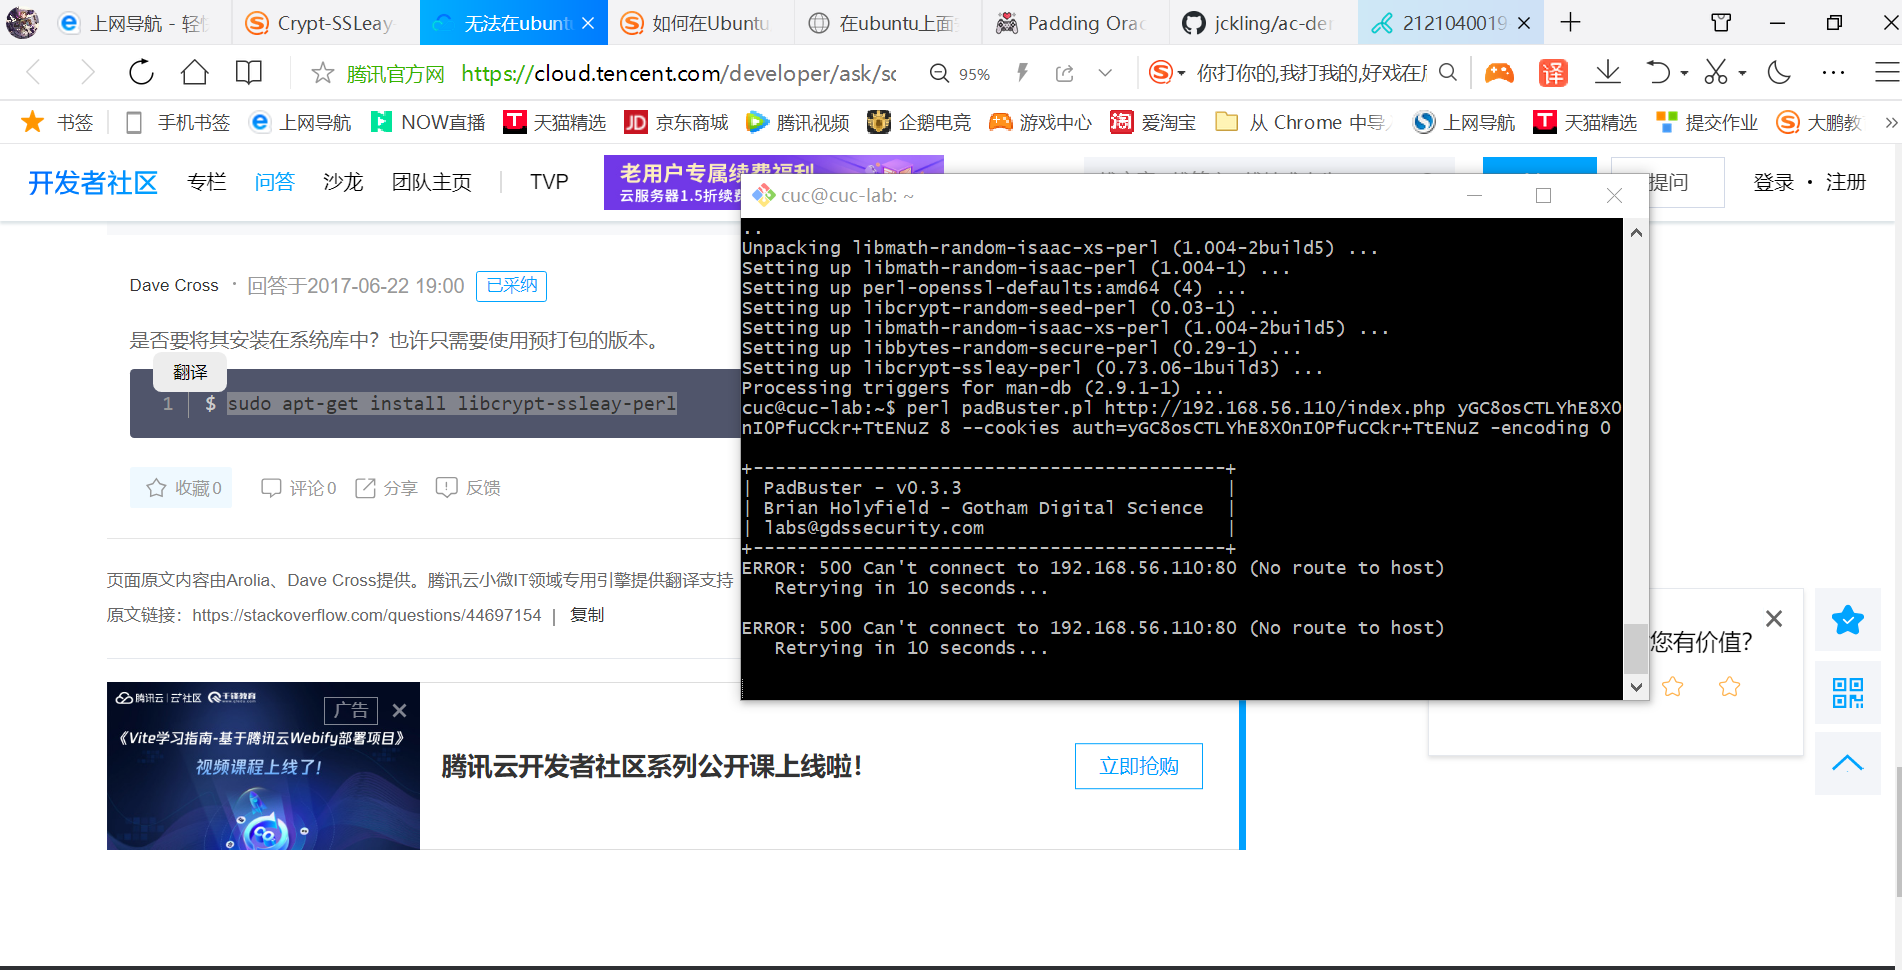 上网导航 - 轻快
Crypt-SSLeay
无法在ubunt
如何在Ubuntu
在ubuntu上面
Padding Orac
jckling/ac-der
2121040019
腾讯官方网 https://cloud.tencent.com/developer/ask/sc
95%
你打你的,我打我的,好戏在
译
书签
手机书签
上网导航
NOW直播
天猫精选
京东商城
腾讯视频
企鹅电竞
游戏中心
爱淘宝
从 Chrome 中导
上网导航
天猫精选
提交作业
大鹏教
开发者社区
专栏
问答
沙龙
团队主页
TVP
老用户专属续费福利
云服务器1.5折续费
提问
登录 · 注册
Dave Cross · 回答于2017-06-22 19:00 已采纳
是否要将其安装在系统库中？也许只需要使用预打包的版本。
翻译
1 $ sudo apt-get install libcrypt-ssleay-perl
收藏0
评论0
分享
反馈
页面原文内容由Arolia、Dave Cross提供。腾讯云小微IT领域专用引擎提供翻译支持
原文链接：https://stackoverflow.com/questions/44697154 | 复制
cuc@cuc-lab: ~
..
Unpacking libmath-random-isaac-xs-perl (1.004-2build5) ...
Setting up libmath-random-isaac-perl (1.004-1) ...
Setting up perl-openssl-defaults:amd64 (4) ...
Setting up libcrypt-random-seed-perl (0.03-1) ...
Setting up libmath-random-isaac-xs-perl (1.004-2build5) ...
Setting up libbytes-random-secure-perl (0.29-1) ...
Setting up libcrypt-ssleay-perl (0.73.06-1build3) ...
Processing triggers for man-db (2.9.1-1) ...
cuc@cuc-lab:~$ perl padBuster.pl http://192.168.56.110/index.php yGC8osCTLYhE8X0
nI0PfuCCkr+TtENuZ 8 --cookies auth=yGC8osCTLYhE8X0nI0PfuCCkr+TtENuZ -encoding 0
+-------------------------------------------+
| PadBuster - v0.3.3 |
| Brian Holyfield - Gotham Digital Science |
| labs@gdssecurity.com |
+-------------------------------------------+
ERROR: 500 Can't connect to 192.168.56.110:80 (No route to host)
Retrying in 10 seconds...
ERROR: 500 Can't connect to 192.168.56.110:80 (No route to host)
Retrying in 10 seconds...
您有价值？
腾讯云 云+社区 千锋教育
广告
《Vite学习指南-基于腾讯云Webify部署项目》
视频课程上线了！
腾讯云开发者社区系列公开课上线啦！
立即抢购